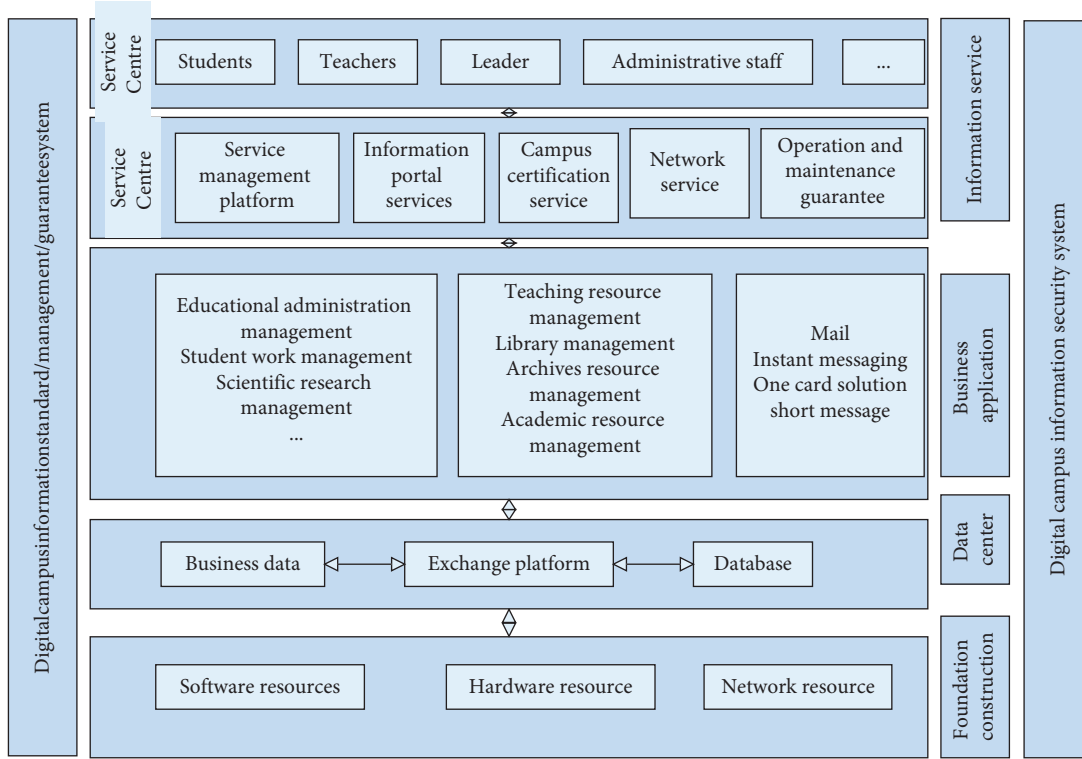 Digitalcampusinformationstandard/management/guaranteesystem
Service
Centre
Students
Teachers
Leader
Administrative staff
...
Service
Centre
Service
management
platform
Information
portal
services
Campus
certification
service
Network
service
Operation and
maintenance
guarantee
Information service
Educational administration
management
Student work management
Scientific research
management
...
Teaching resource
management
Library management
Archives resource
management
Academic resource
management
Mail
Instant messaging
One card solution
short message
Business
application
Business data
Exchange platform
Database
Data
center
Software resources
Hardware resource
Network resource
Foundation
construction
Digital campus information security system